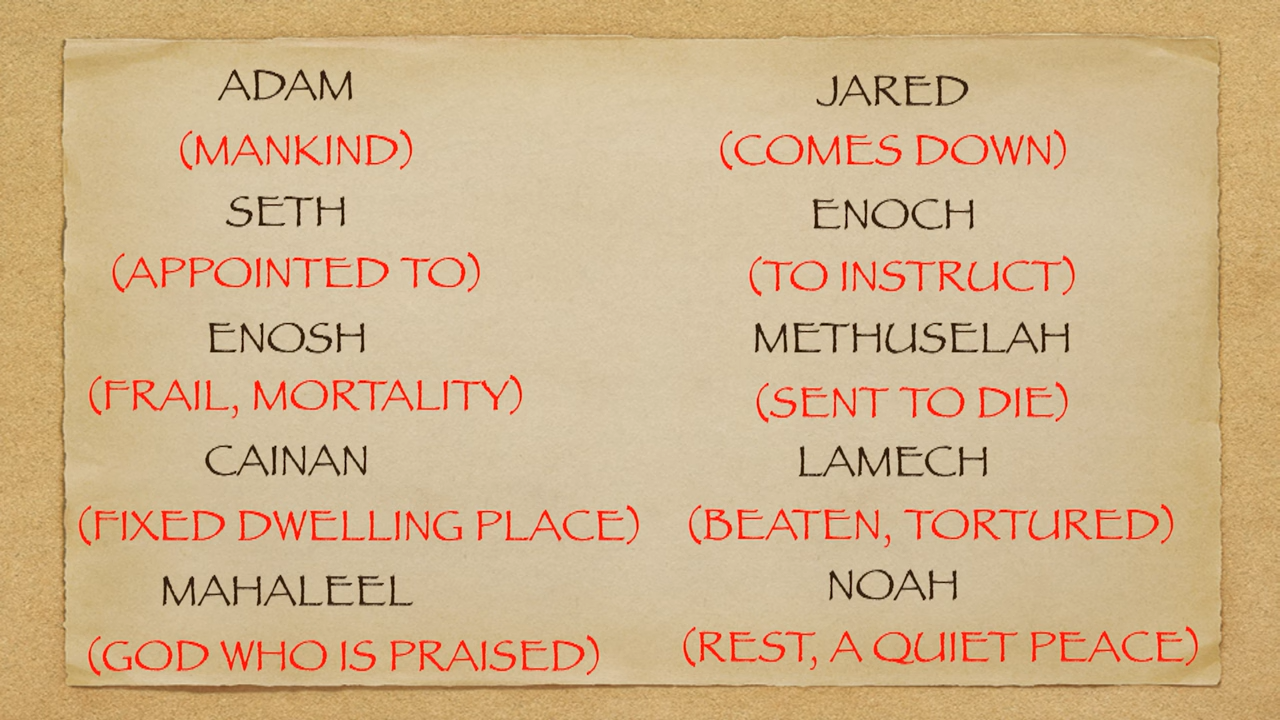 ADAM
(MANKIND)
SETH
(APPOINTED TO)
ENOSH
(FRAIL, MORTALITY)
CAINAN
(FIXED DWELLING PLACE)
MAHALEEL
(GOD WHO IS PRAISED)
JARED
(COMES DOWN)
ENOCH
(TO INSTRUCT)
METHUSELAH
(SENT TO DIE)
LAMECH
(BEATEN, TORTURED)
NOAH
(REST, A QUIET PEACE)